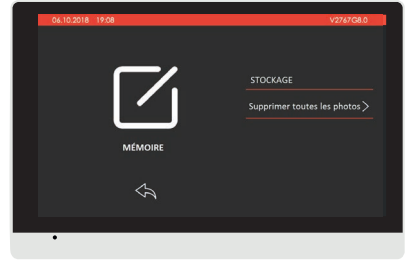 06.10.2018 19:08
V2767G8.0
STOCKAGE
Supprimer toutes les photos >
MÉMOIRE